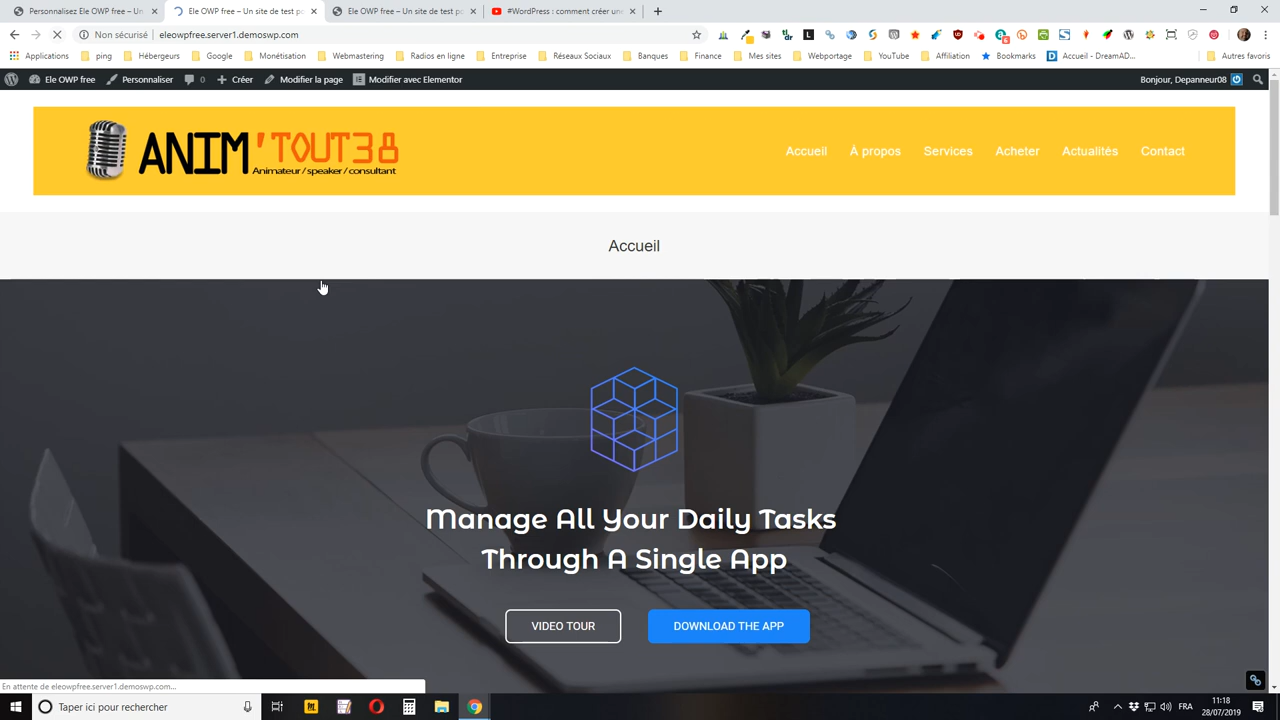 Personnalisez Ele OWP free – Un
Ele OWP free – Un site de test po
Ele OWP free – Un site de test po
#WordPress : comment créer une
Non sécurisé | eleowpfree.server1.demoswp.com
Applications ping Hébergeurs Google Monétisation Webmastering Radios en ligne Entreprise Réseaux Sociaux Banques Finance Mes sites Webportage YouTube Affiliation Bookmarks Accueil - DreamAD... Autres favoris
Ele OWP free Personnaliser 0 Créer Modifier la page Modifier avec Elementor Bonjour, Depanneur08
ANIM'TOUT38
Animateur/speaker/consultant
Accueil À propos Services Acheter Actualités Contact
Accueil
Manage All Your Daily Tasks
Through A Single App
VIDEO TOUR DOWNLOAD THE APP
En attente de eleowpfree.server1.demoswp.com...
Taper ici pour rechercher
FRA
11:18
28/07/2019